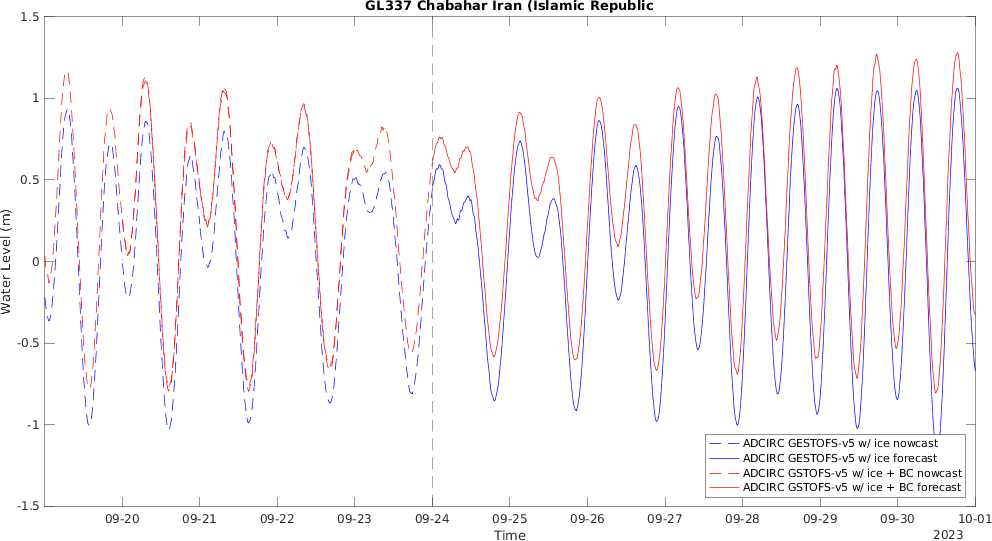 GL337 Chabahar Iran (Islamic Republic
1.5
1
0.5
0
-0.5
-1
-1.5
Water Level (m)
09-20 09-21 09-22 09-23 09-24 09-25 09-26 09-27 09-28 09-29 09-30 10-01
Time
2023
ADCIRC GESTOFS-v5 w/ ice nowcast
ADCIRC GESTOFS-v5 w/ ice forecast
ADCIRC GSTOFS-v5 w/ ice + BC nowcast
ADCIRC GSTOFS-v5 w/ ice + BC forecast